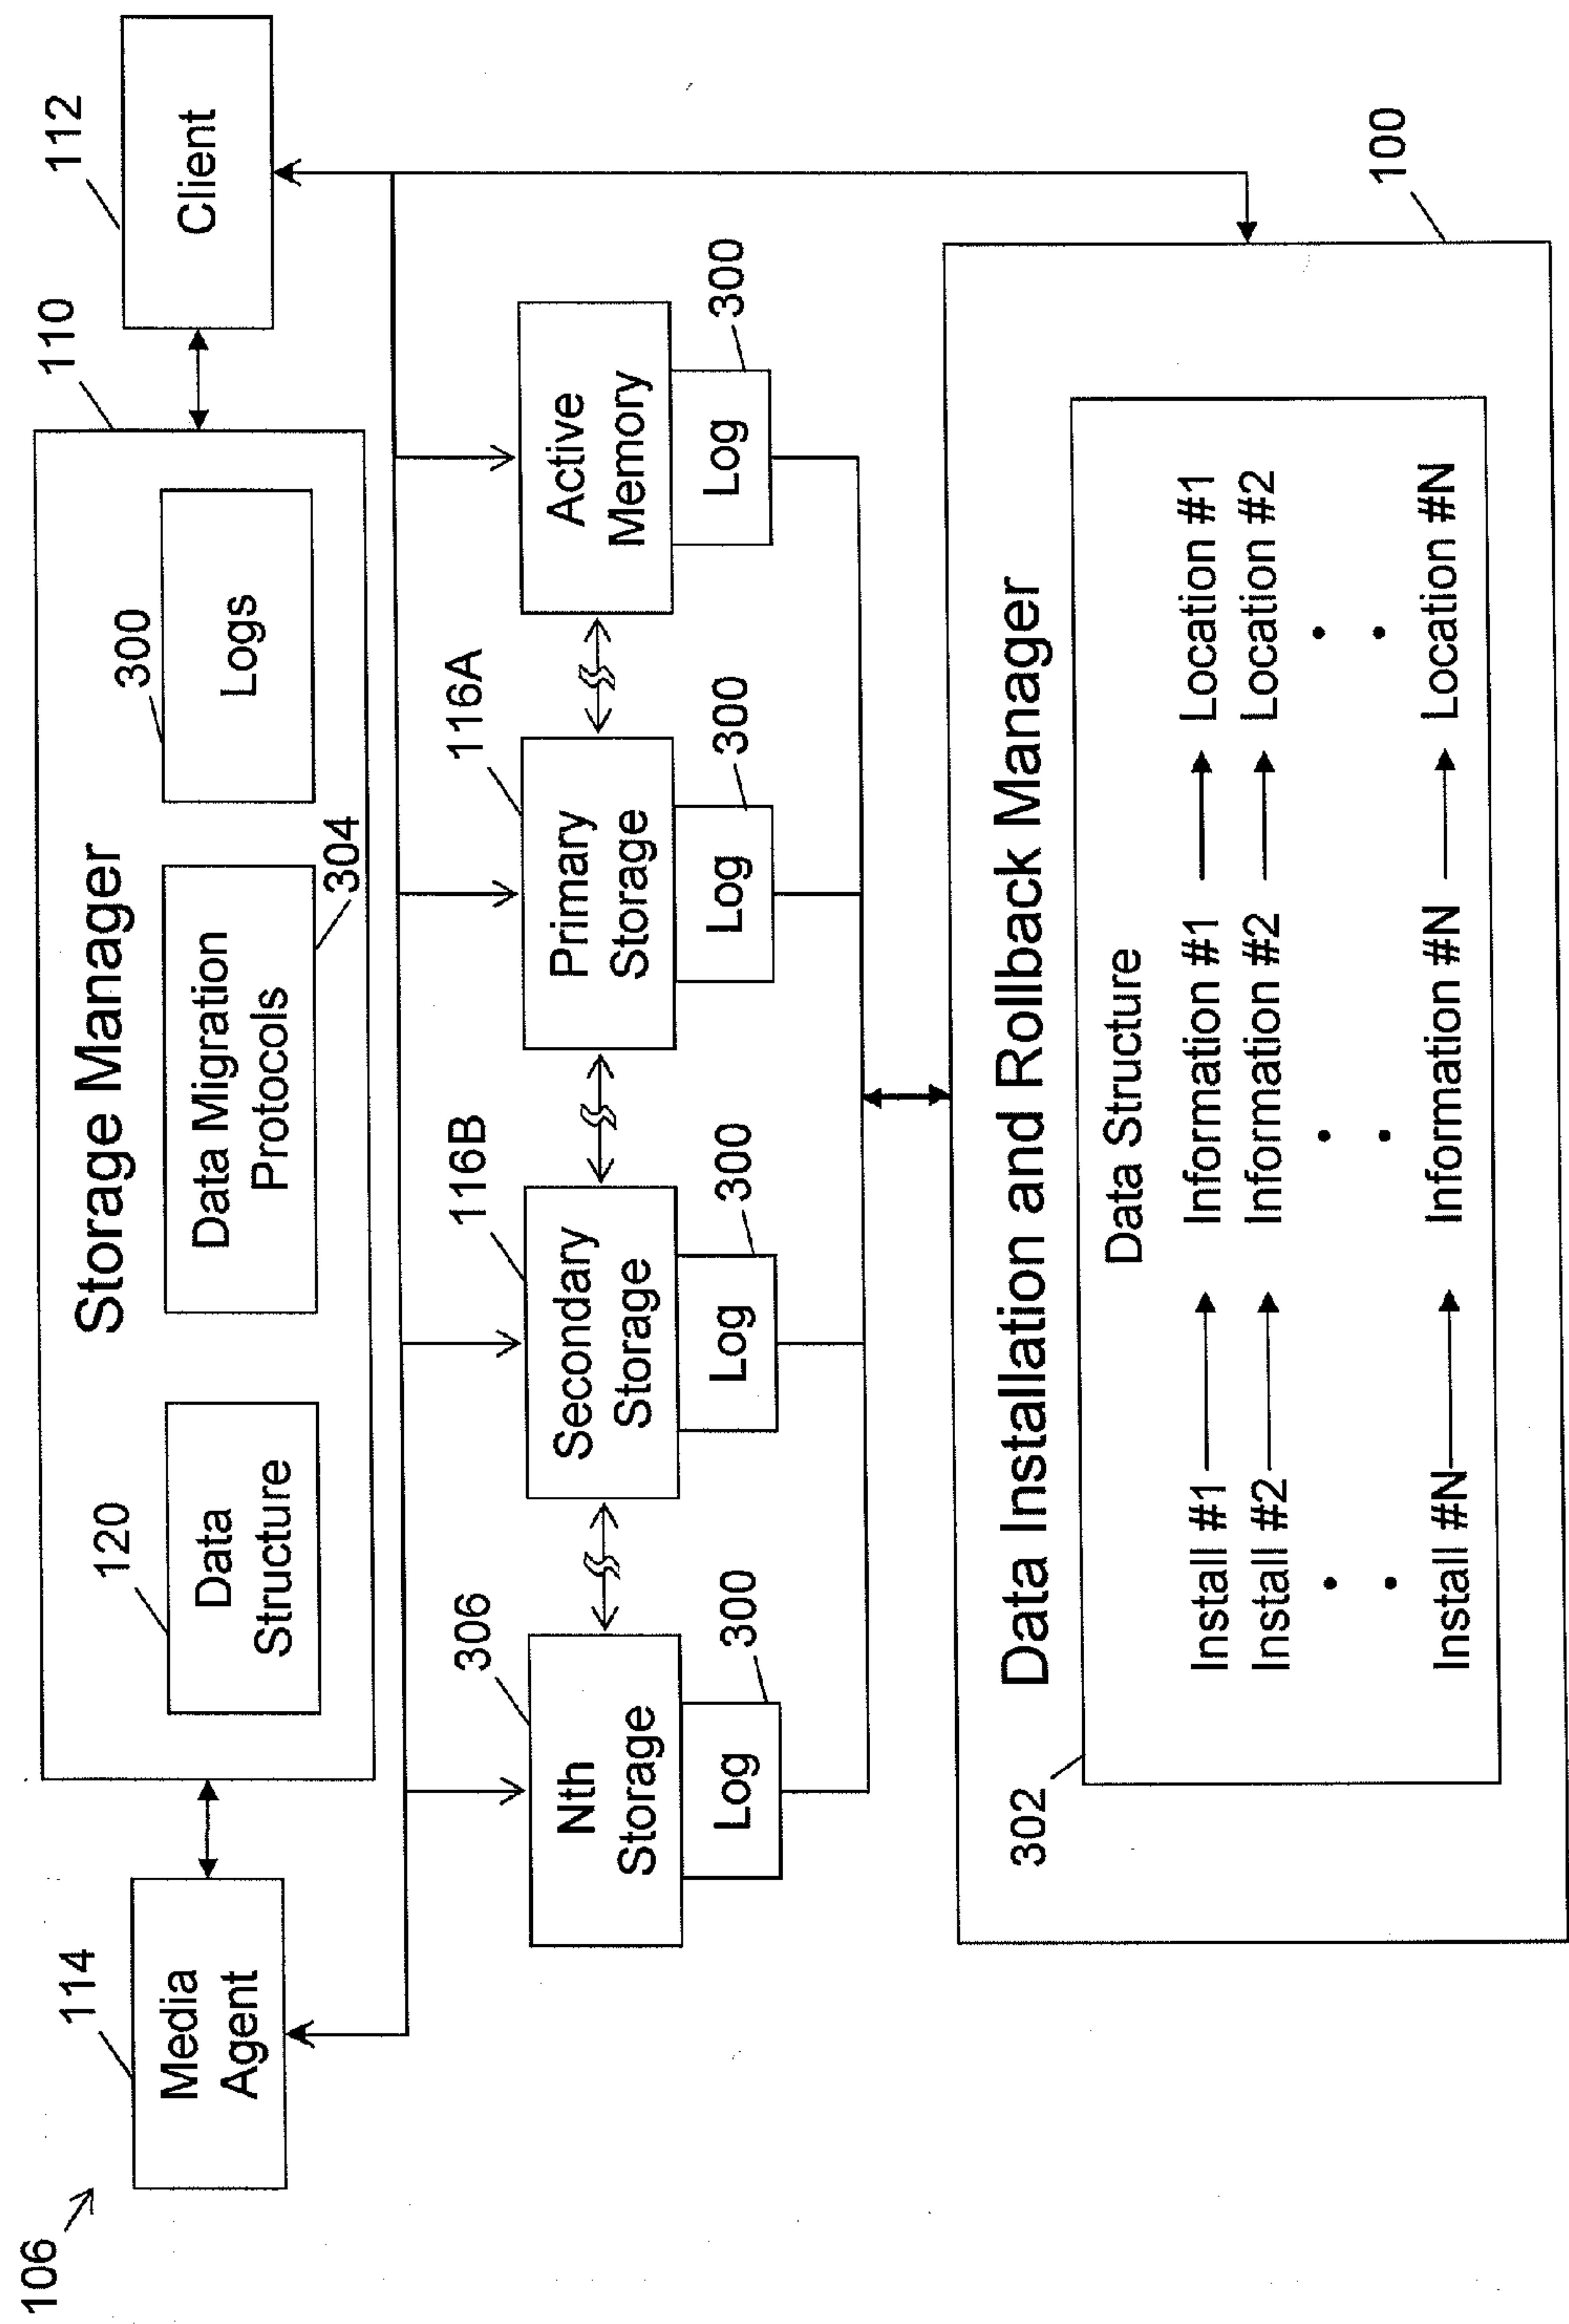 106
114
Media
Agent
110
Storage Manager
120
Data
Structure
Data Migration
Protocols
304
300
Logs
112
Client
306
Nth
Storage
300
Log
116B
Secondary
Storage
300
Log
116A
Primary
Storage
300
Log
Active
Memory
300
Log
100
Data Installation and Rollback Manager
302
Data Structure
Install #1 Information #1 Location #1
Install #2 Information #2 Location #2
Install #N Information #N Location #N